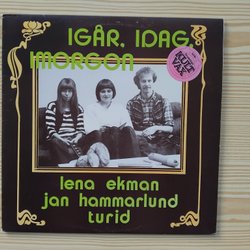 IGÅR, IDAG,
IMORGON
lena ekman
jan hammarlund
turid